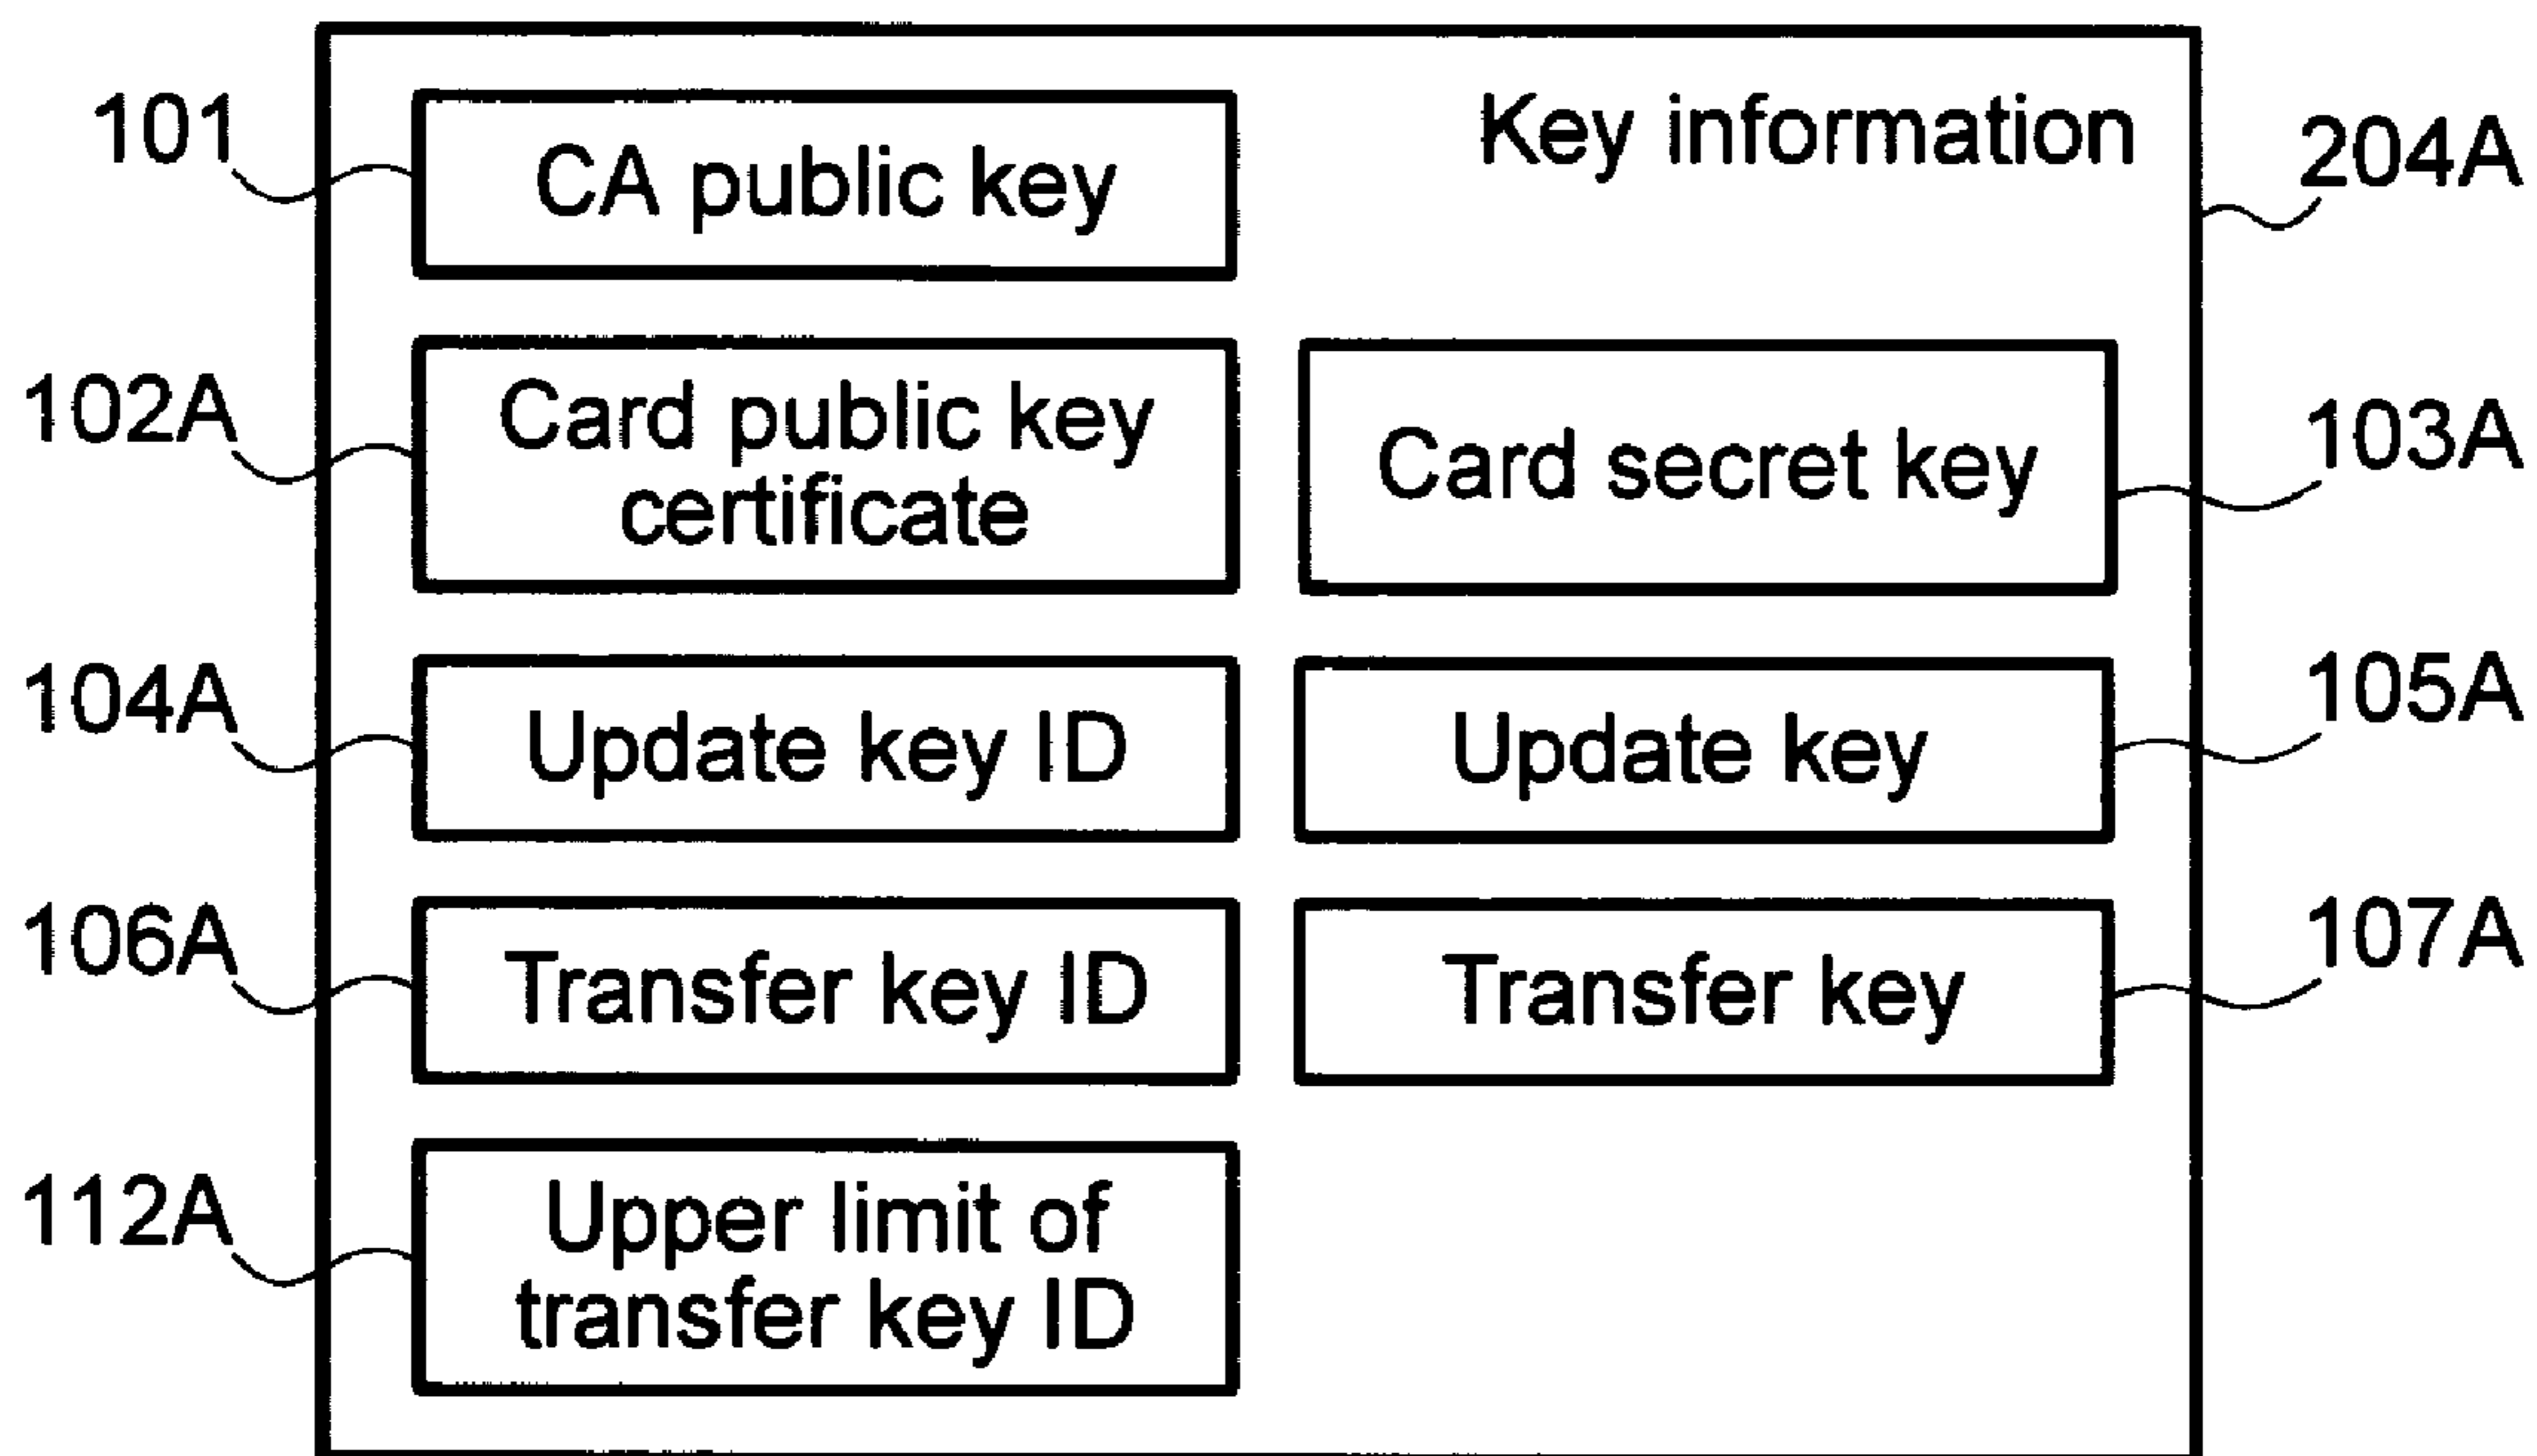 Key information
101
CA public key
204A
102A
Card public key
certificate
Card secret key
103A
104A
Update key ID
Update key
105A
106A
Transfer key ID
Transfer key
107A
112A
Upper limit of
transfer key ID